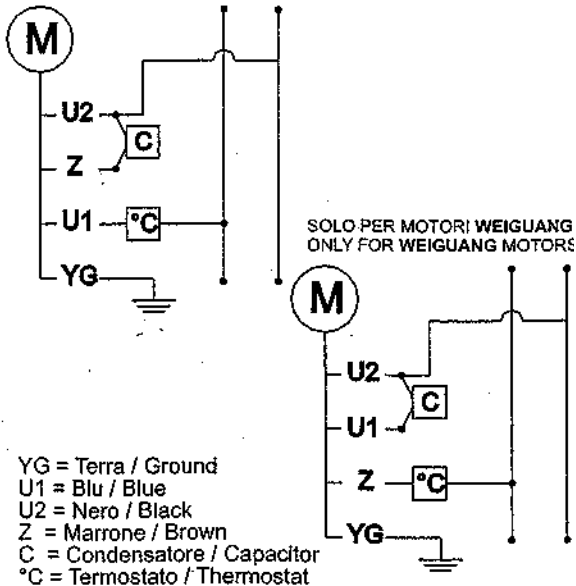 M
U2
C
Z
U1 °C
YG
SOLO PER MOTORI WEIGUANG
ONLY FOR WEIGUANG MOTORS
M
U2
C
U1
Z °C
YG
YG = Terra / Ground
U1 = Blu / Blue
U2 = Nero / Black
Z = Marrone / Brown
C = Condensatore / Capacitor
°C = Termostato / Thermostat